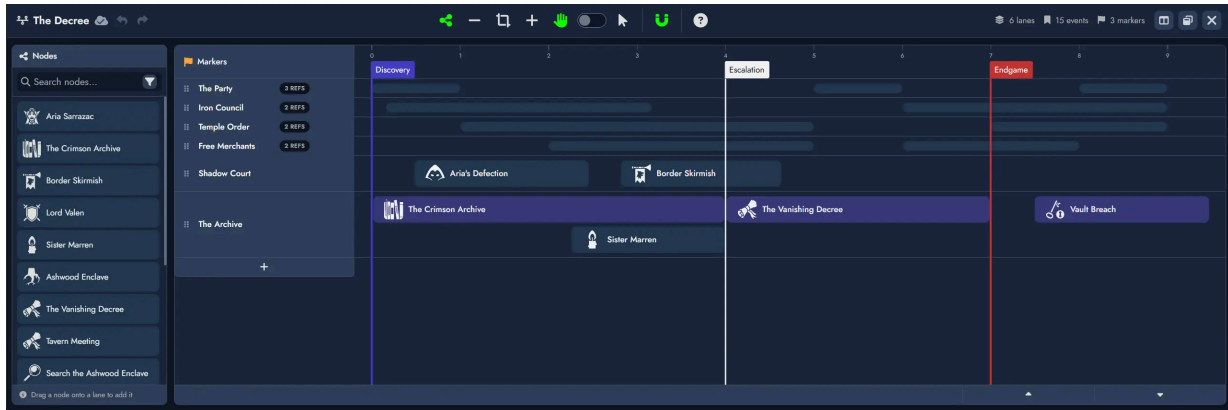 The Decree
6 lanes 15 events 3 markers
Nodes
Search nodes...
Aria Sarrazac
The Crimson Archive
Border Skirmish
Lord Valen
Sister Marren
Ashwood Enclave
The Vanishing Decree
Tavern Meeting
Search the Ashwood Enclave
Drag a node onto a lane to add it
Markers
0 1 2 3 4 5 6 7 8 9
Discovery Escalation Endgame
The Party 3 REFS
Iron Council 2 REFS
Temple Order 2 REFS
Free Merchants 2 REFS
Shadow Court Aria's Defection Border Skirmish
The Archive
The Crimson Archive The Vanishing Decree Vault Breach
Sister Marren
+